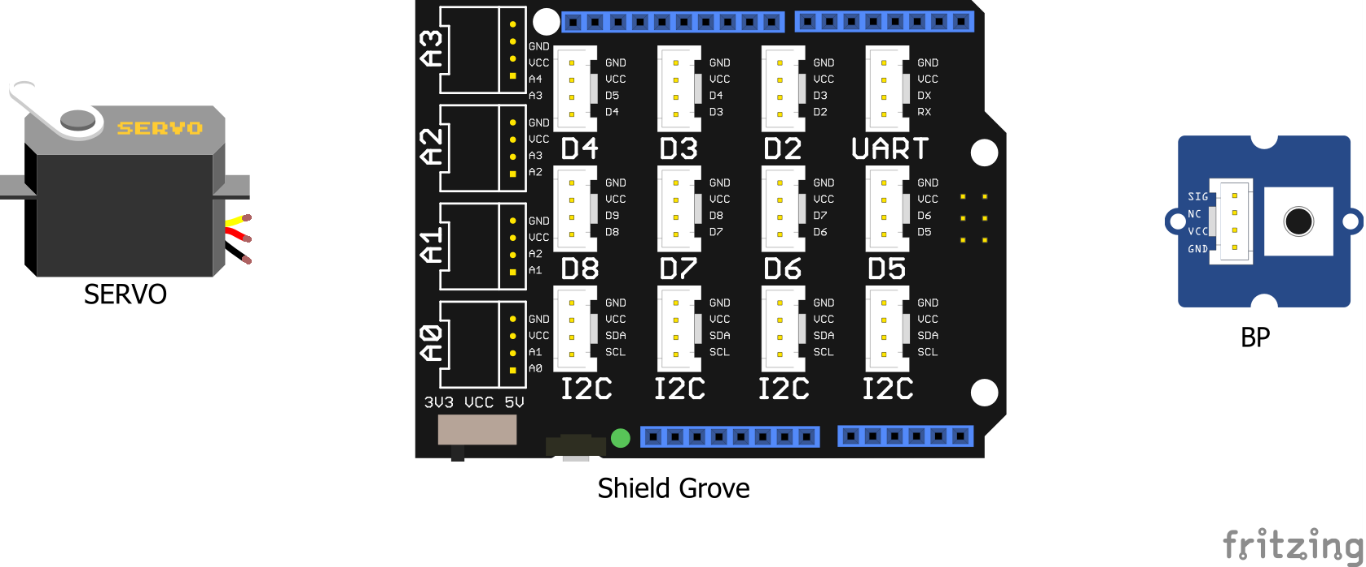 SERVO
SERVO
A3
GND
VCC
A4
A3
A2
GND
VCC
A3
A2
A1
GND
VCC
A2
A1
A0
GND
VCC
A1
A0
3V3 VCC 5V
GND
VCC
D5
D4
D4
GND
VCC
D4
D3
D3
GND
VCC
D3
D2
D2
GND
VCC
DX
RX
UART
GND
VCC
D9
D8
D8
GND
VCC
D8
D7
D7
GND
VCC
D7
D6
D6
GND
VCC
D6
D5
D5
GND
VCC
SDA
SCL
I2C
GND
VCC
SDA
SCL
I2C
GND
VCC
SDA
SCL
I2C
GND
VCC
SDA
SCL
I2C
Shield Grove
SIG
NC
VCC
GND
BP
fritzing